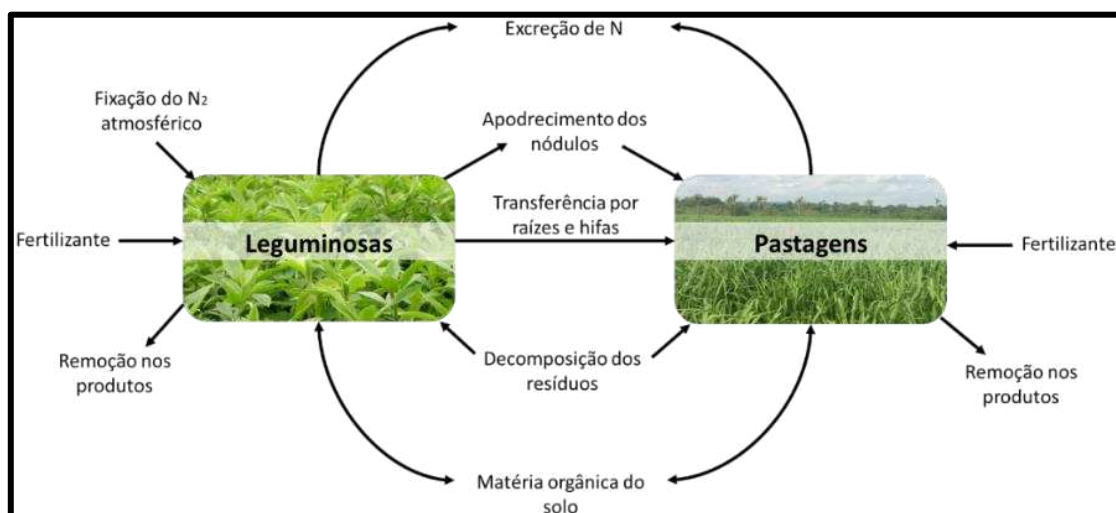 Excreção de N
Fixação do N₂
atmosférico
Apodrecimento dos
nódulos
Transferência por
raízes e hifas
Fertilizante
Leguminosas
Pastagens
Fertilizante
Remoção nos
produtos
Decomposição dos
resíduos
Remoção nos
produtos
Matéria orgânica do
solo